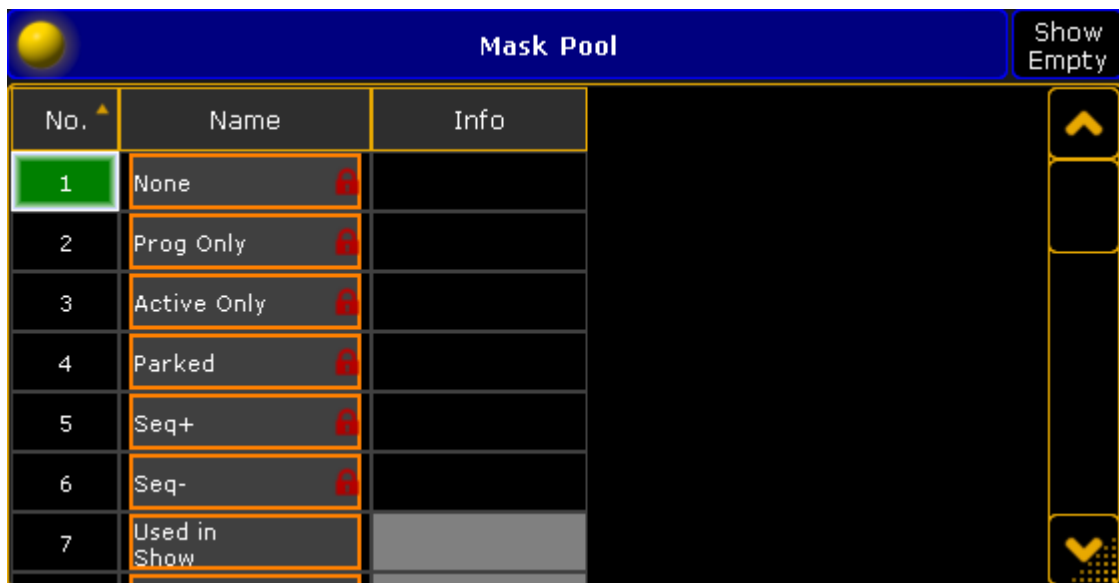 Mask Pool
Show
Empty
No. Name Info
1 None
2 Prog Only
3 Active Only
4 Parked
5 Seq+
6 Seq-
7 Used in
Show